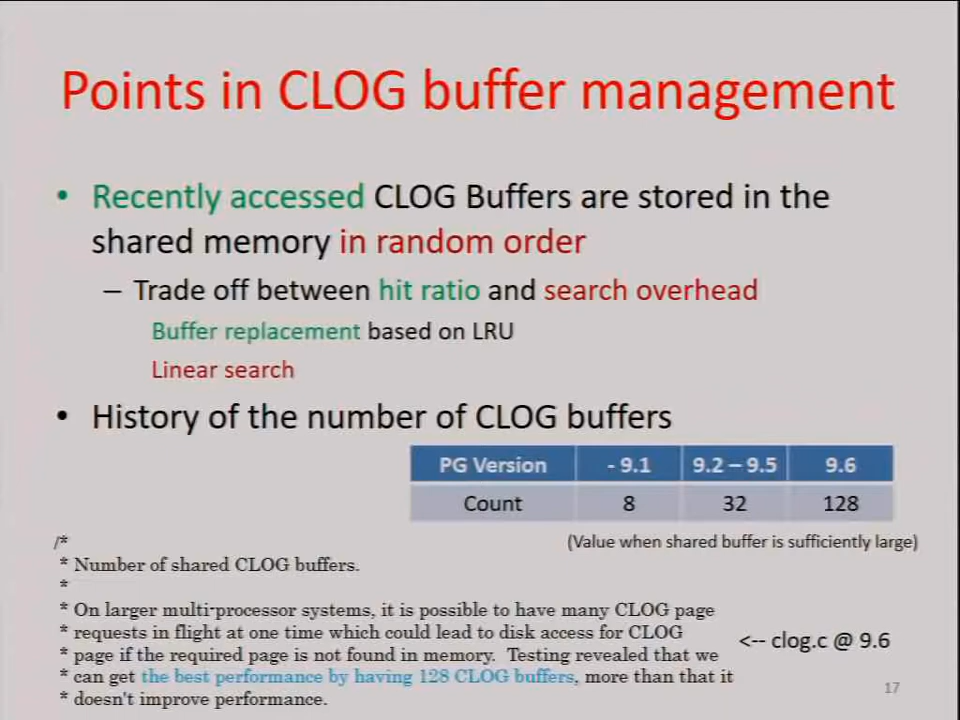 Points in CLOG buffer management
• Recently accessed CLOG Buffers are stored in the
shared memory in random order
– Trade off between hit ratio and search overhead
Buffer replacement based on LRU
Linear search
• History of the number of CLOG buffers
PG Version - 9.1 9.2 – 9.5 9.6
Count 8 32 128
(Value when shared buffer is sufficiently large)
/*
* Number of shared CLOG buffers.
*
* On larger multi-processor systems, it is possible to have many CLOG page
* requests in flight at one time which could lead to disk access for CLOG
* page if the required page is not found in memory. Testing revealed that we
* can get the best performance by having 128 CLOG buffers, more than that it
* doesn't improve performance.
<-- clog.c @ 9.6
17